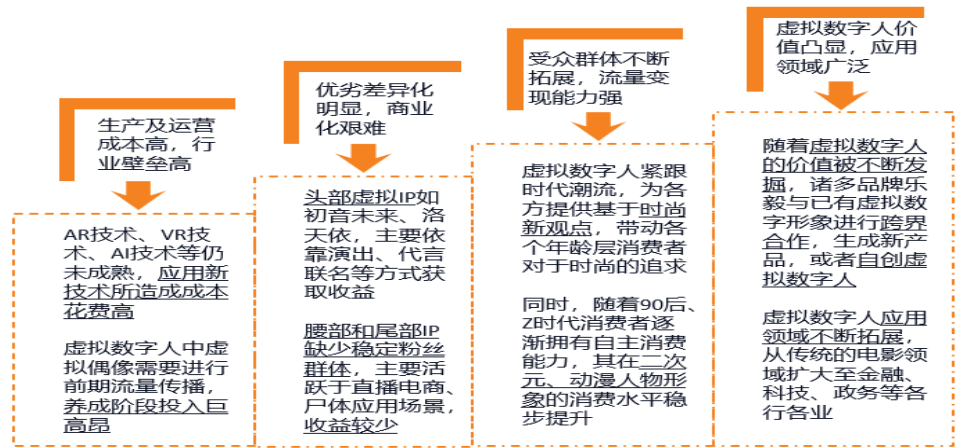 生产及运营
成本高，行
业壁垒高
AR技术、VR技
术、AI技术等仍
未成熟，应用新
技术所造成成本
花费高
虚拟数字人中虚
拟偶像需要进行
前期流量传播，
养成阶段投入巨
高昂
优劣差异化
明显，商业
化艰难
头部虚拟IP如
初音未来、洛
天依，主要依
靠演出、代言
联名等方式获
取收益
腰部和尾部IP
缺少稳定粉丝
群体，主要活
跃于直播电商、
尸体应用场景，
收益较少
受众群体不断
拓展，流量变
现能力强
虚拟数字人紧跟
时代潮流，为各
方提供基于时尚
新观点，带动各
个年龄层消费者
对于时尚的追求
同时，随着90后、
Z时代消费者逐
渐拥有自主消费
能力，其在二次
元、动漫人物形
象的消费水平稳
步提升
虚拟数字人价
值凸显，应用
领域广泛
随着虚拟数字人
的价值被不断发
掘，诸多品牌乐
毅与已有虚拟数
字形象进行跨界
合作，生成新产
品，或者自创虚
拟数字人
虚拟数字人应用
领域不断拓展，
从传统的电影领
域扩大至金融、
科技、政务等各
行各业